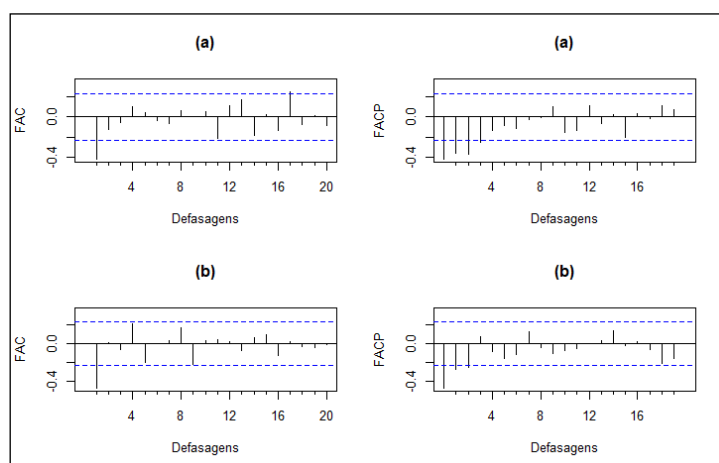 (a)
(a)
FAC
0.0
-0.4
4 8 12 16 20
Defasagens
FACP
0.0
-0.4
4 8 12 16
Defasagens
(b)
(b)
FAC
0.0
-0.4
4 8 12 16 20
Defasagens
FACP
0.0
-0.4
4 8 12 16
Defasagens